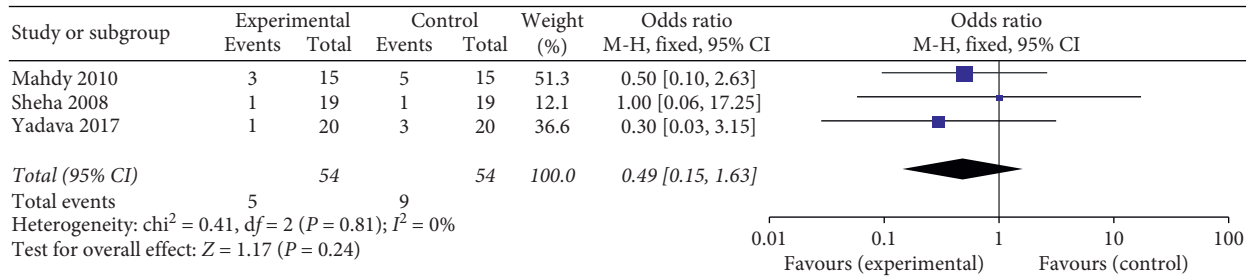 Study or subgroup Experimental Control Weight Odds ratio Odds ratio
Events Total Events Total (%) M-H, fixed, 95% CI M-H, fixed, 95% CI
Mahdy 2010 3 15 5 15 51.3 0.50 [0.10, 2.63]
Sheha 2008 1 19 1 19 12.1 1.00 [0.06, 17.25]
Yadava 2017 1 20 3 20 36.6 0.30 [0.03, 3.15]
Total (95% CI) 54 54 100.0 0.49 [0.15, 1.63]
Total events 5 9
Heterogeneity: chi² = 0.41, df = 2 (P = 0.81); I² = 0%
Test for overall effect: Z = 1.17 (P = 0.24)
0.01 0.1 1 10 100
Favours (experimental) Favours (control)